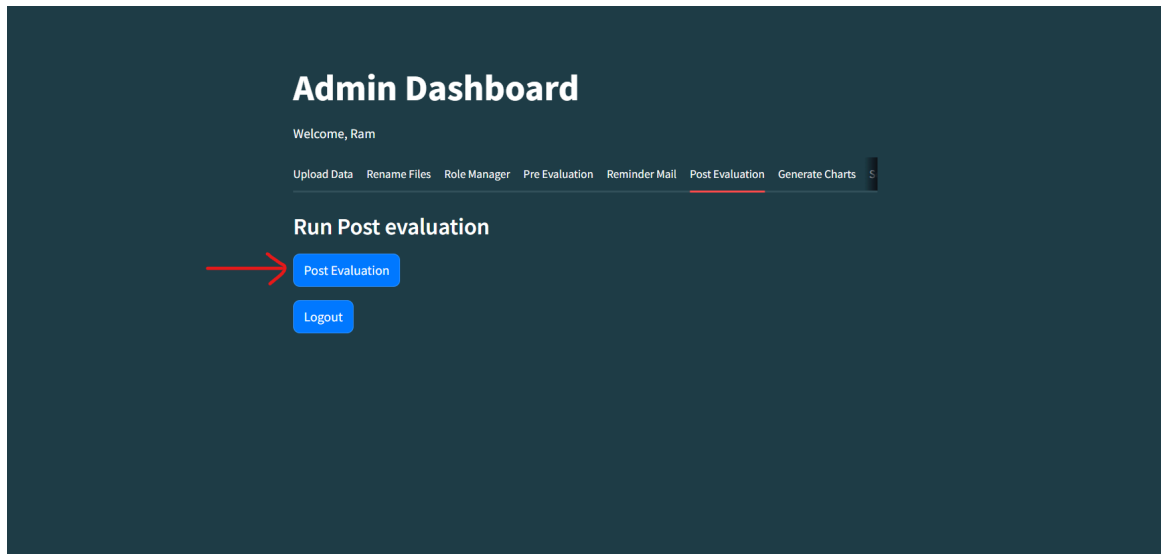 Admin Dashboard
Welcome, Ram
Upload Data Rename Files Role Manager Pre Evaluation Reminder Mail Post Evaluation Generate Charts S
Run Post evaluation
Post Evaluation
Logout